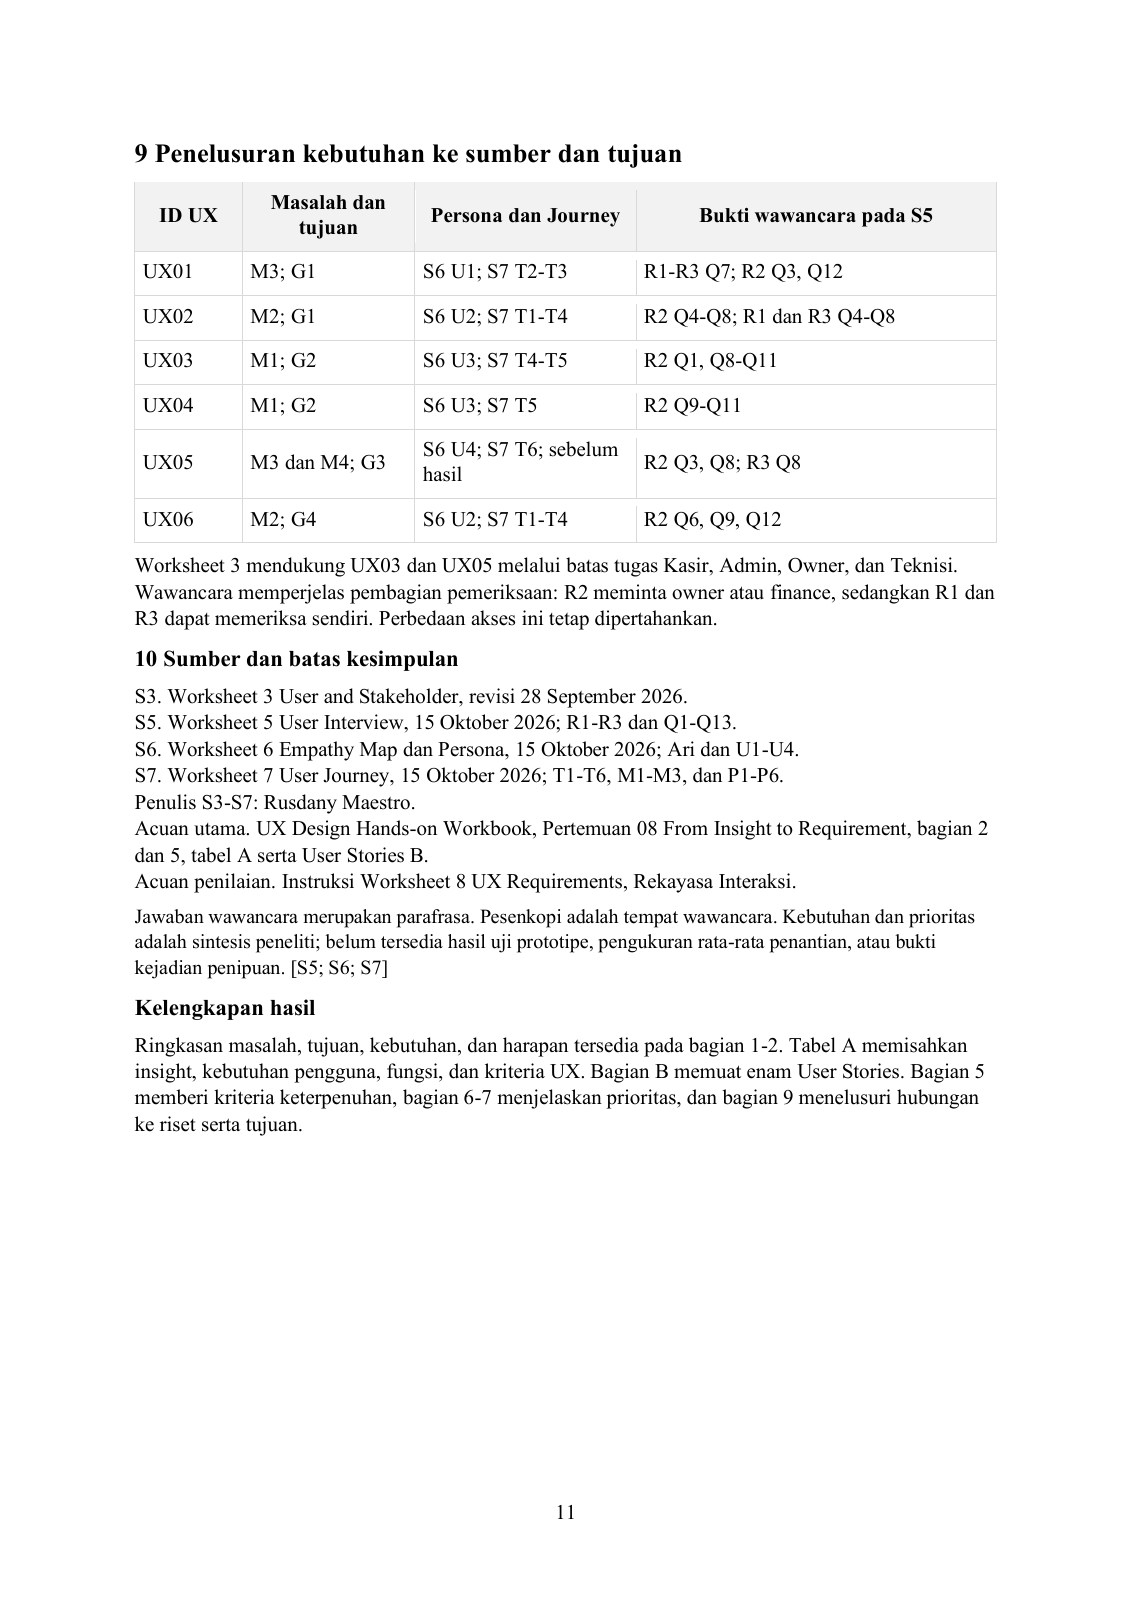 9 Penelusuran kebutuhan ke sumber dan tujuan
ID UX
Masalah dan
tujuan
Persona dan Journey
Bukti wawancara pada S5
UX01
M3; G1
S6 U1; S7 T2-T3
R1-R3 Q7; R2 Q3, Q12
UX02
M2; G1
S6 U2; S7 T1-T4
R2 Q4-Q8; R1 dan R3 Q4-Q8
UX03
M1; G2
S6 U3; S7 T4-T5
R2 Q1, Q8-Q11
UX04
M1; G2
S6 U3; S7 T5
R2 Q9-Q11
UX05
M3 dan M4; G3
S6 U4; S7 T6; sebelum
hasil
R2 Q3, Q8; R3 Q8
UX06
M2; G4
S6 U2; S7 T1-T4
R2 Q6, Q9, Q12
Worksheet 3 mendukung UX03 dan UX05 melalui batas tugas Kasir, Admin, Owner, dan Teknisi.
Wawancara memperjelas pembagian pemeriksaan: R2 meminta owner atau finance, sedangkan R1 dan
R3 dapat memeriksa sendiri. Perbedaan akses ini tetap dipertahankan.
10 Sumber dan batas kesimpulan
S3. Worksheet 3 User and Stakeholder, revisi 28 September 2026.
S5. Worksheet 5 User Interview, 15 Oktober 2026; R1-R3 dan Q1-Q13.
S6. Worksheet 6 Empathy Map dan Persona, 15 Oktober 2026; Ari dan U1-U4.
S7. Worksheet 7 User Journey, 15 Oktober 2026; T1-T6, M1-M3, dan P1-P6.
Penulis S3-S7: Rusdany Maestro.
Acuan utama. UX Design Hands-on Workbook, Pertemuan 08 From Insight to Requirement, bagian 2
dan 5, tabel A serta User Stories B.
Acuan penilaian. Instruksi Worksheet 8 UX Requirements, Rekayasa Interaksi.
Jawaban wawancara merupakan parafrasa. Pesenkopi adalah tempat wawancara. Kebutuhan dan prioritas
adalah sintesis peneliti; belum tersedia hasil uji prototipe, pengukuran rata-rata penantian, atau bukti
kejadian penipuan. [S5; S6; S7]
Kelengkapan hasil
Ringkasan masalah, tujuan, kebutuhan, dan harapan tersedia pada bagian 1-2. Tabel A memisahkan
insight, kebutuhan pengguna, fungsi, dan kriteria UX. Bagian B memuat enam User Stories. Bagian 5
memberi kriteria keterpenuhan, bagian 6-7 menjelaskan prioritas, dan bagian 9 menelusuri hubungan
ke riset serta tujuan.
11